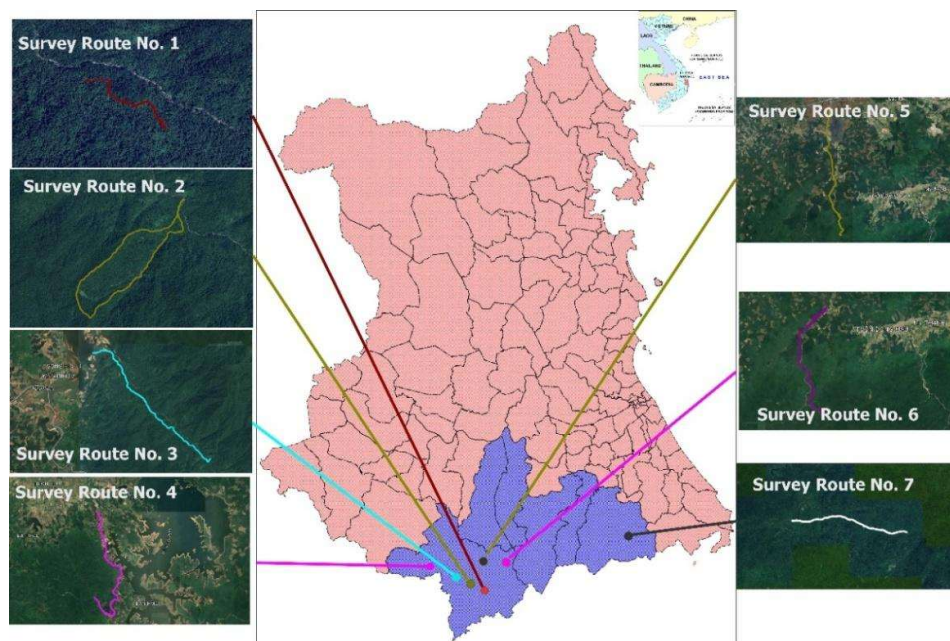 Survey Route No. 1
Survey Route No. 2
Survey Route No. 3
Survey Route No. 4
CHINA
LAOS
THAILAND
CAMBODIA
EAST SEA
Survey Route No. 5
Survey Route No. 6
Survey Route No. 7